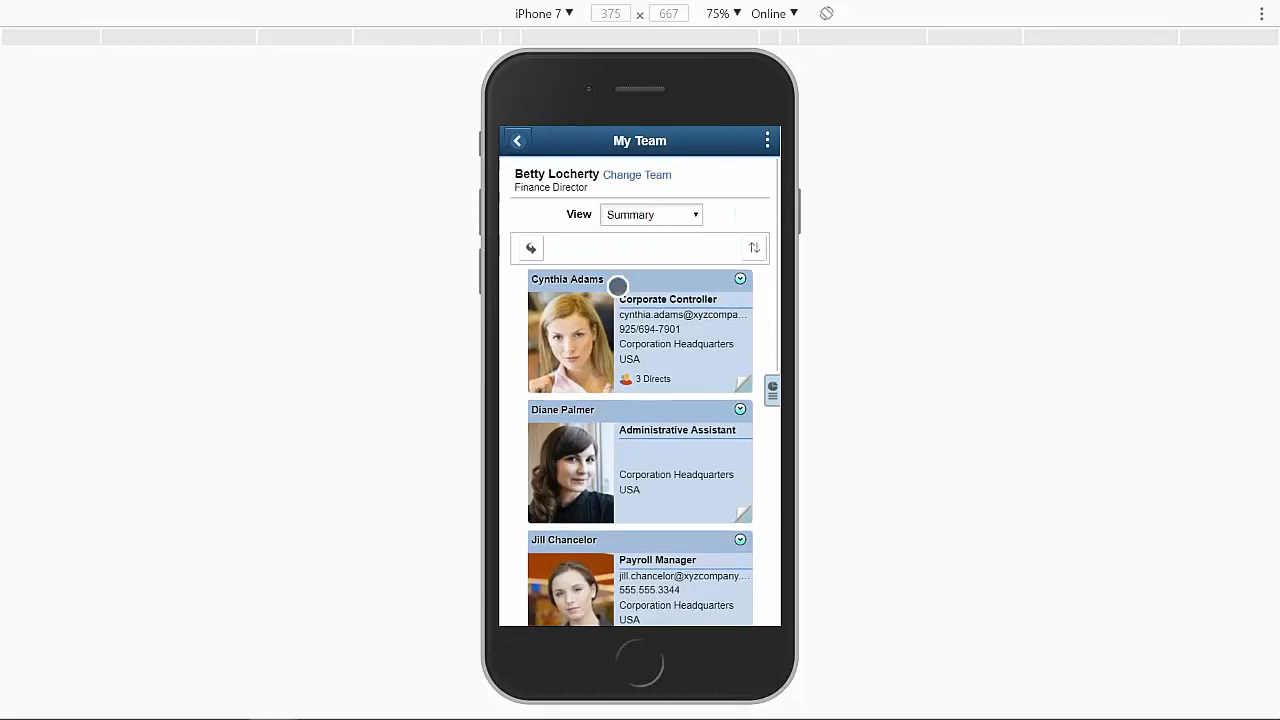 iPhone 7 ▼ 375 × 667 75% ▼ Online ▼
My Team
Betty Locherty Change Team
Finance Director
View Summary
Cynthia Adams
Corporate Controller
cynthia.adams@xyzcompa...
925/694-7901
Corporation Headquarters
USA
3 Directs
Diane Palmer
Administrative Assistant
Corporation Headquarters
USA
Jill Chancelor
Payroll Manager
jill.chancelor@xyzcompany....
555.555.3344
Corporation Headquarters
USA